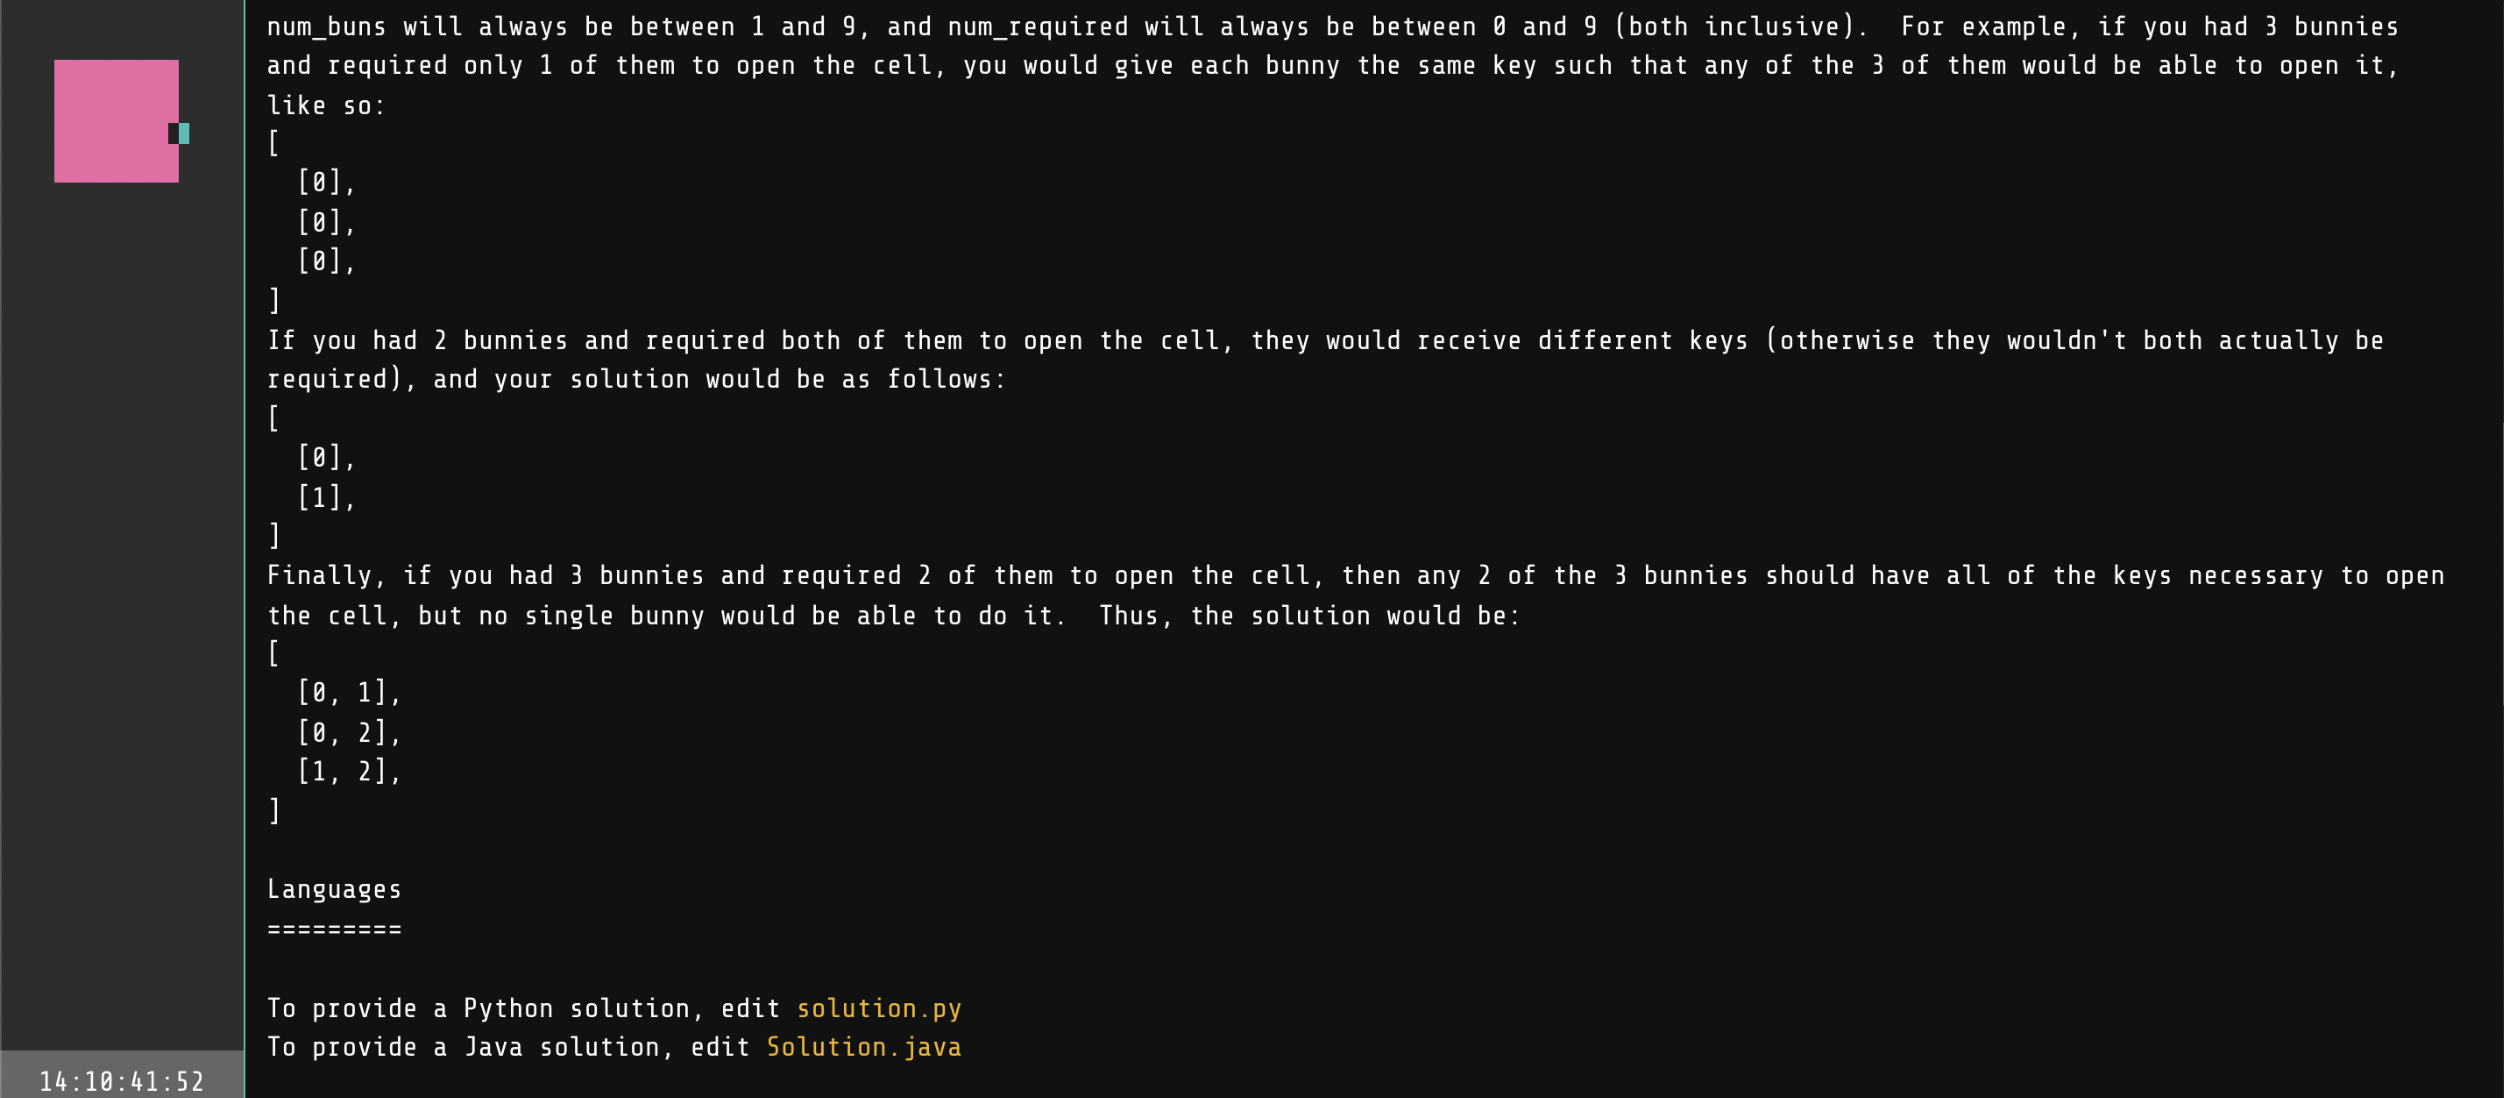 num_buns will always be between 1 and 9, and num_required will always be between 0 and 9 (both inclusive).  For example, if you had 3 bunnies
and required only 1 of them to open the cell, you would give each bunny the same key such that any of the 3 of them would be able to open it,
like so:
[
  [0],
  [0],
  [0],
]
If you had 2 bunnies and required both of them to open the cell, they would receive different keys (otherwise they wouldn't both actually be
required), and your solution would be as follows:
[
  [0],
  [1],
]
Finally, if you had 3 bunnies and required 2 of them to open the cell, then any 2 of the 3 bunnies should have all of the keys necessary to open
the cell, but no single bunny would be able to do it.  Thus, the solution would be:
[
  [0, 1],
  [0, 2],
  [1, 2],
]

Languages
=========

To provide a Python solution, edit solution.py
To provide a Java solution, edit Solution.java
14:10:41:52